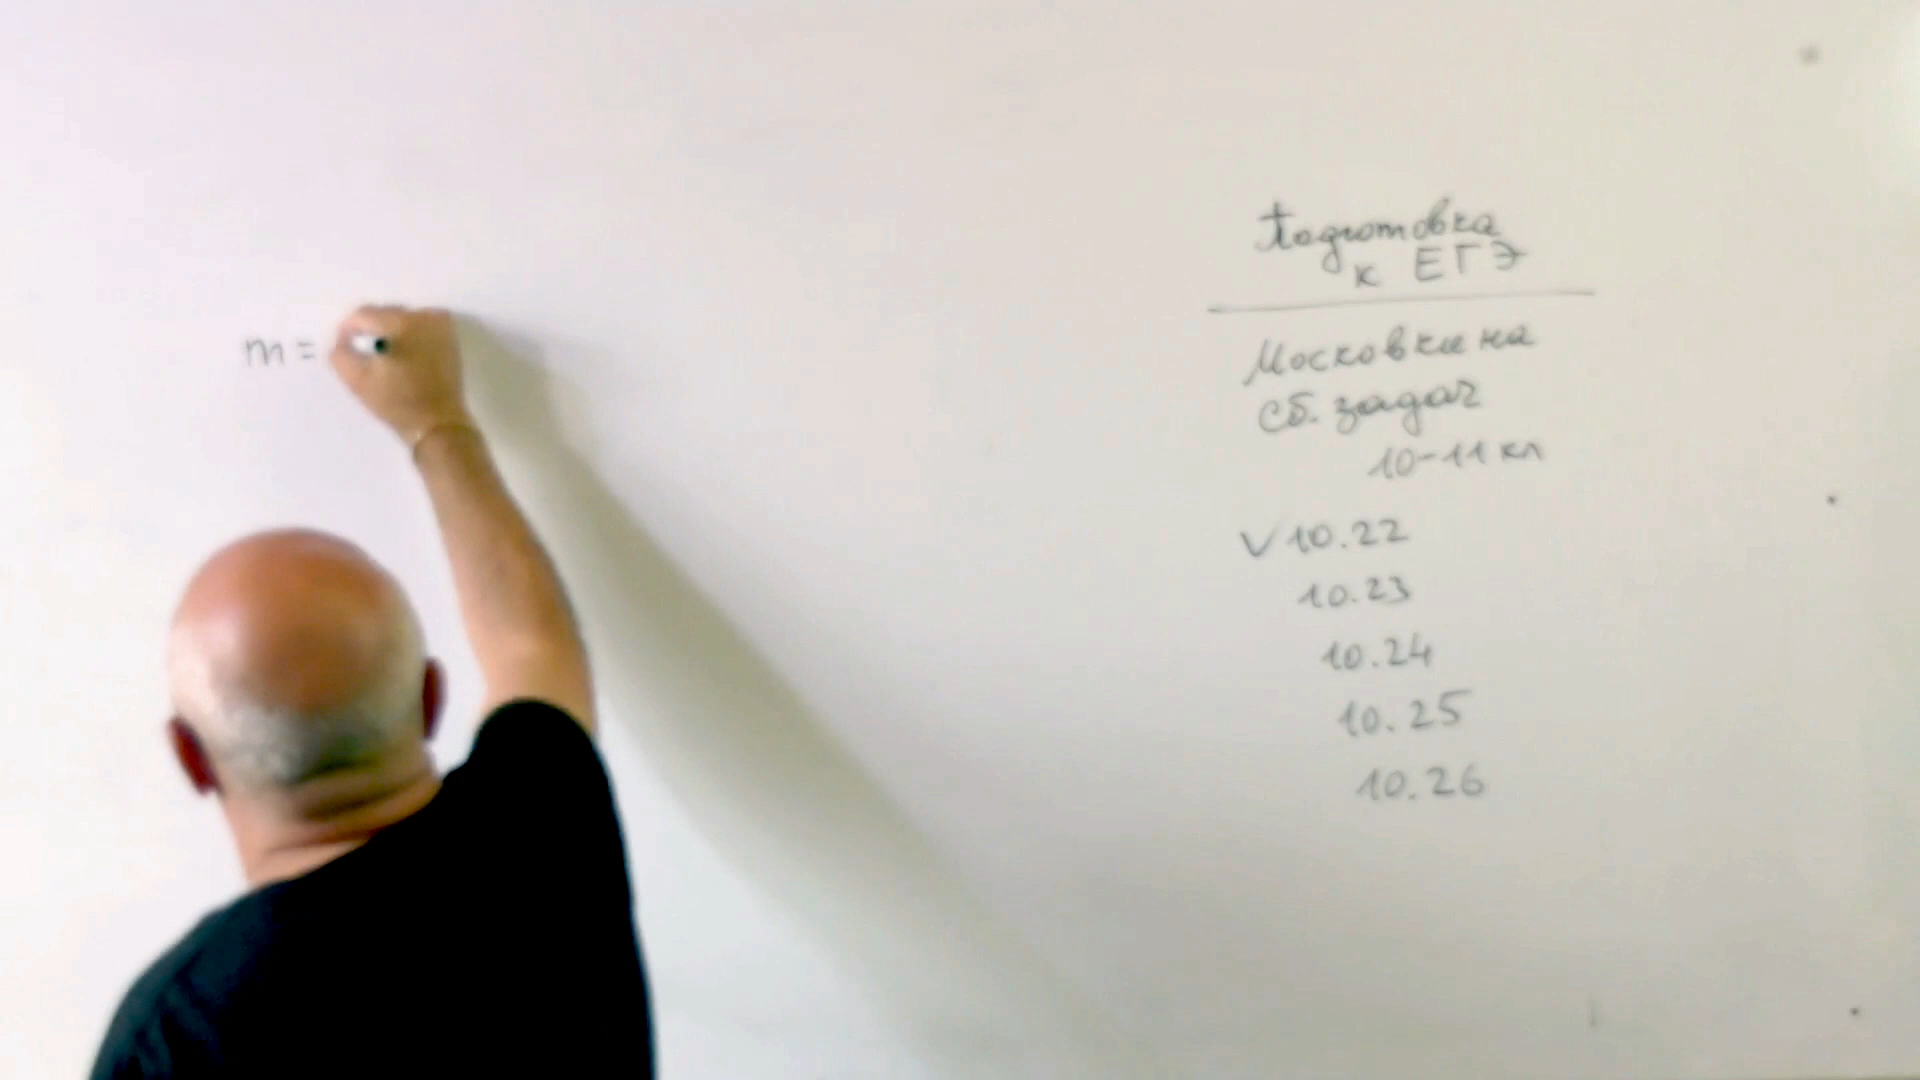 m =
Подготовка
к ЕГЭ
Московкина
сб. задач
10-11 кл
√ 10.22
10.23
10.24
10.25
10.26